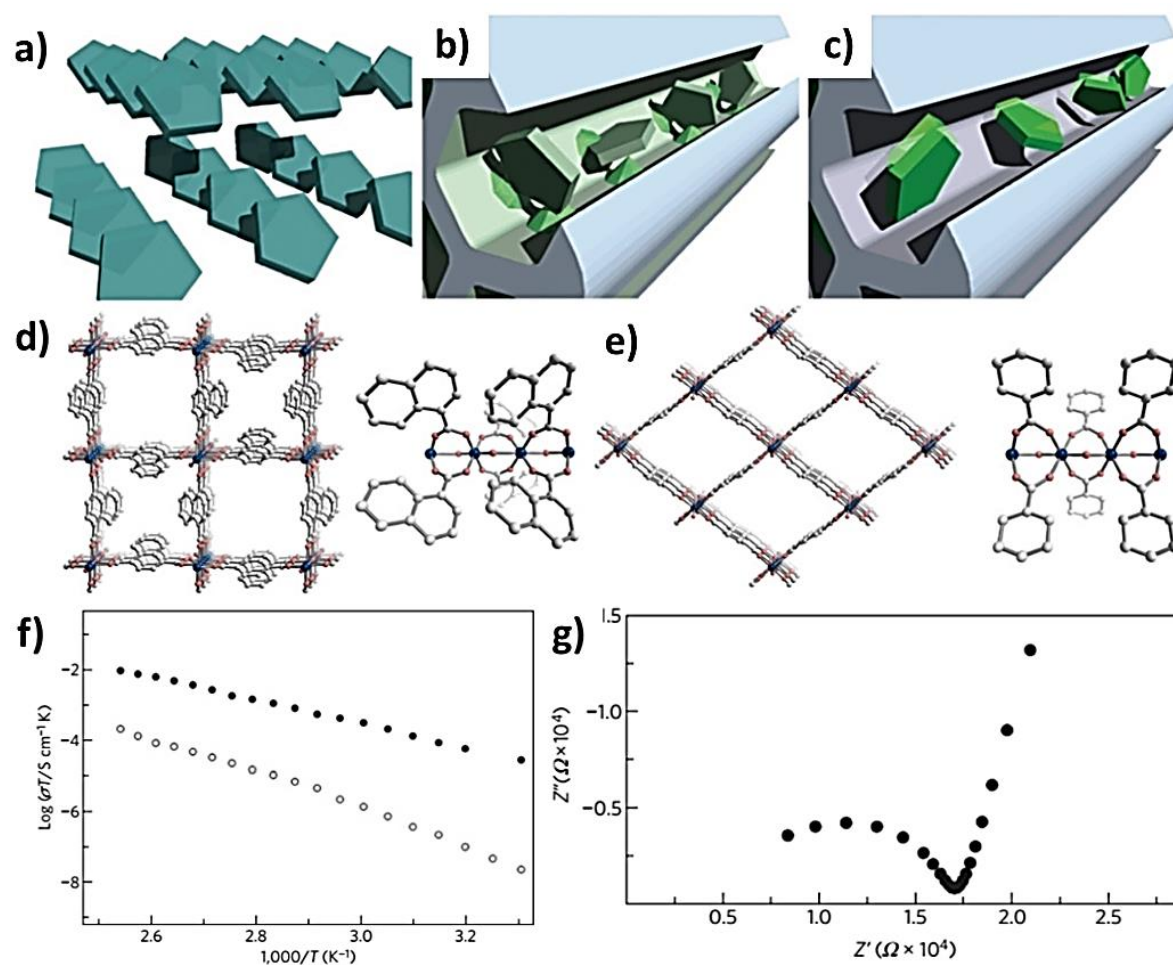 a)
b)
c)
d)
e)
f)
−2
−4
−6
−8
Log (σT/S cm⁻¹ K)
2.6
2.8
3.0
3.2
1,000/T (K⁻¹)
g)
1.5
−1.0
−0.5
Z″(Ω × 10⁴)
0.5
1.0
1.5
2.0
2.5
Z′ (Ω × 10⁴)